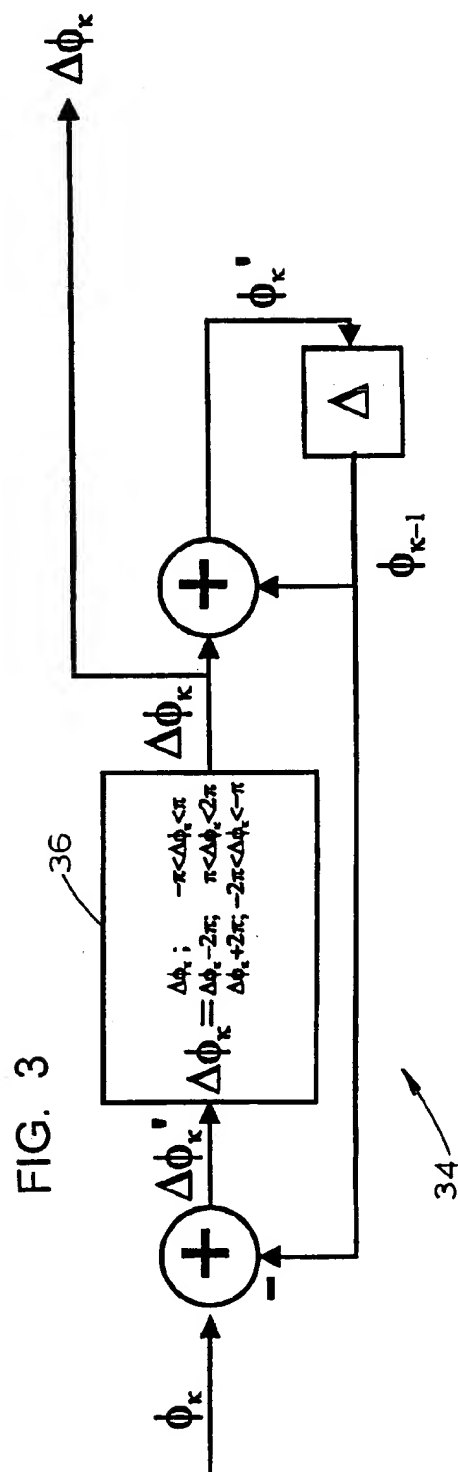 FIG. 3
36
ϕκ
+
-
Δϕκ"
Δϕκ; -π<Δϕκ<π
Δϕκ=Δϕκ-2π; π<Δϕκ<2π
Δϕκ+2π; -2π<Δϕκ<-π
Δϕκ
+
Δϕκ
ϕκ"
Δ
ϕκ-1
34